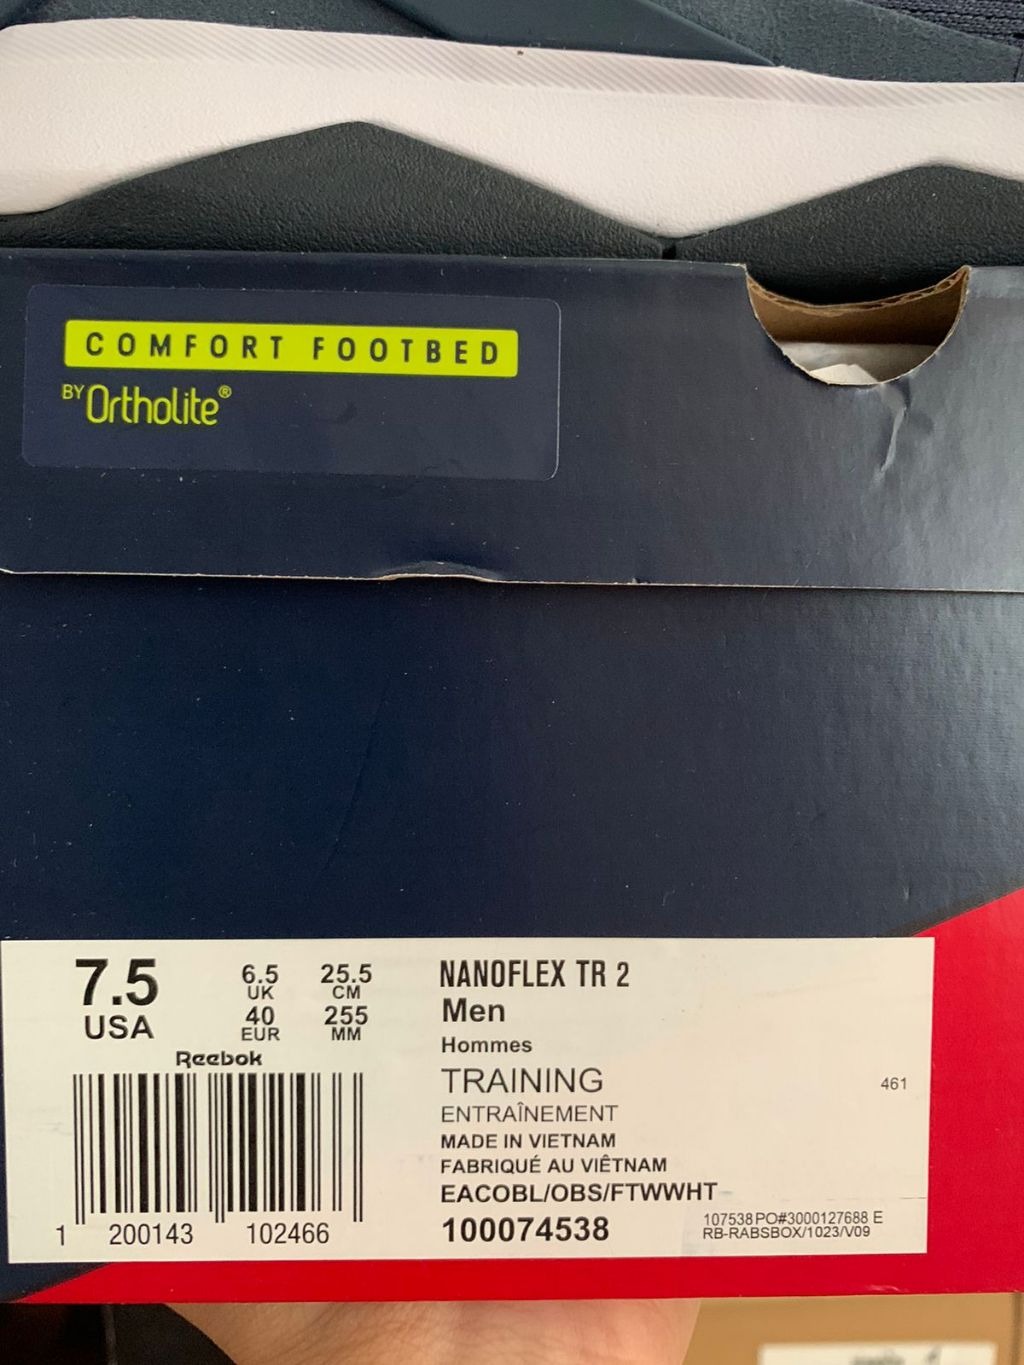 COMFORT FOOTBED
BY Ortholite®
7.5
USA
6.5
UK
40
EUR
25.5
CM
255
MM
Reebok
1 200143 102466
NANOFLEX TR 2
Men
Hommes
TRAINING
ENTRAÎNEMENT
MADE IN VIETNAM
FABRIQUÉ AU VIÊTNAM
EACOBL/OBS/FTWWHT
100074538
461
107538 PO#3000127688 E
RB-RABSBOX/1023/V09